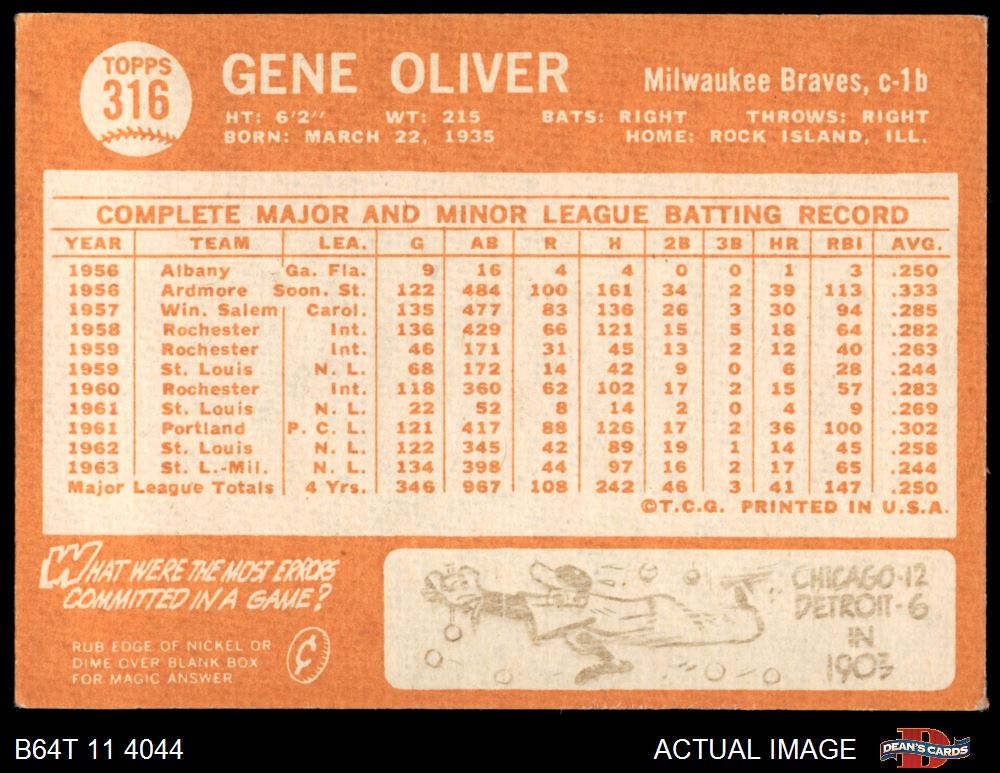 TOPPS
316
GENE OLIVER
Milwaukee Braves, c-1b
HT: 6'2" WT: 215 BATS: RIGHT THROWS: RIGHT
BORN: MARCH 22, 1935 HOME: ROCK ISLAND, ILL.
COMPLETE MAJOR AND MINOR LEAGUE BATTING RECORD
YEAR TEAM LEA. G AB R H 2B 3B HR RBI AVG.
1956 Albany Ga. Fla. 9 16 4 4 0 0 1 3 .250
1956 Ardmore Soon. St. 122 484 100 161 34 2 39 113 .333
1957 Win. Salem Carol. 135 477 83 136 26 3 30 94 .285
1958 Rochester Int. 136 429 66 121 15 5 18 64 .282
1959 Rochester Int. 46 171 31 45 13 2 12 40 .263
1959 St. Louis N. L. 68 172 14 42 9 0 6 28 .244
1960 Rochester Int. 118 360 62 102 17 2 15 57 .283
1961 St. Louis N. L. 22 52 8 14 2 0 4 9 .269
1961 Portland P. C. L. 121 417 88 126 17 2 36 100 .302
1962 St. Louis N. L. 122 345 42 89 19 1 14 45 .258
1963 St. L.-Mil. N. L. 134 398 44 97 16 2 17 65 .244
Major League Totals 4 Yrs. 346 967 108 242 46 3 41 147 .250
©T.C.G. PRINTED IN U.S.A.
WHAT WERE THE MOST ERRORS
COMMITTED IN A GAME?
RUB EDGE OF NICKEL OR
DIME OVER BLANK BOX
FOR MAGIC ANSWER
¢
CHICAGO-12
DETROIT-6
IN
1903
B64T 11 4044
ACTUAL IMAGE
DEAN'S CARDS